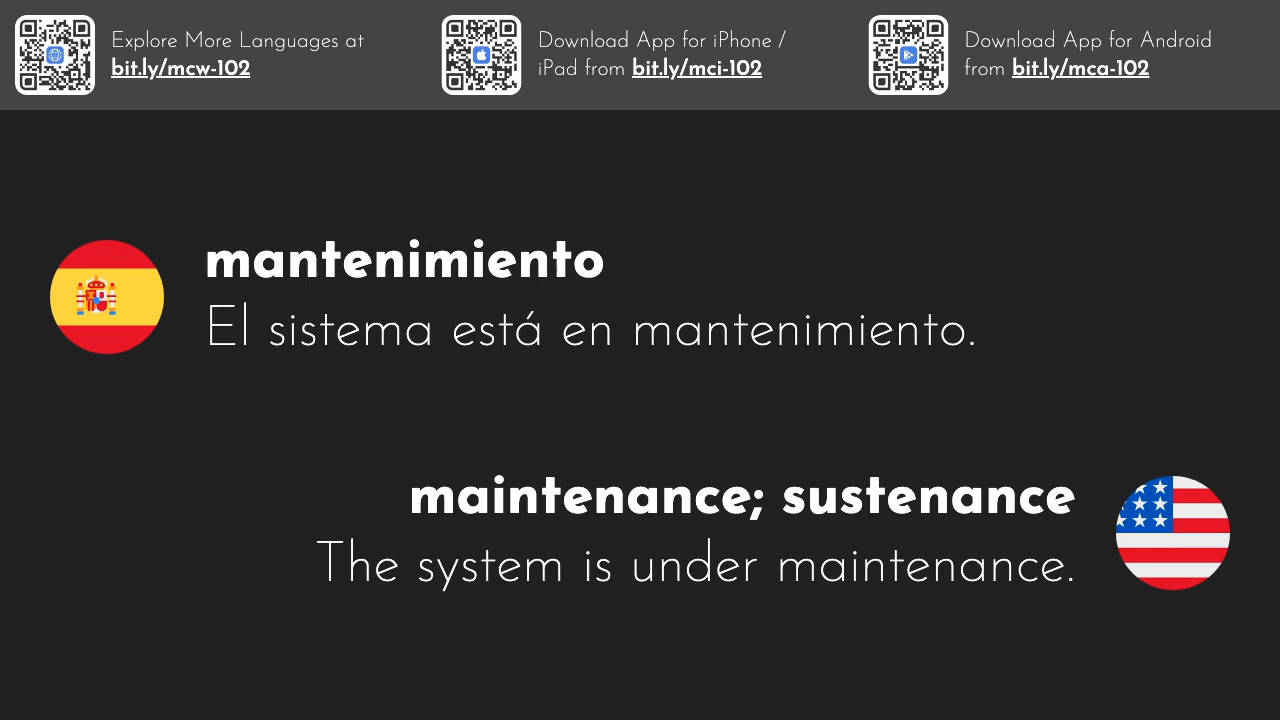 Explore More Languages at
bit.ly/mcw-102
Download App for iPhone /
iPad from bit.ly/mci-102
Download App for Android
from bit.ly/mca-102
mantenimiento
El sistema está en mantenimiento.
maintenance; sustenance
The system is under maintenance.